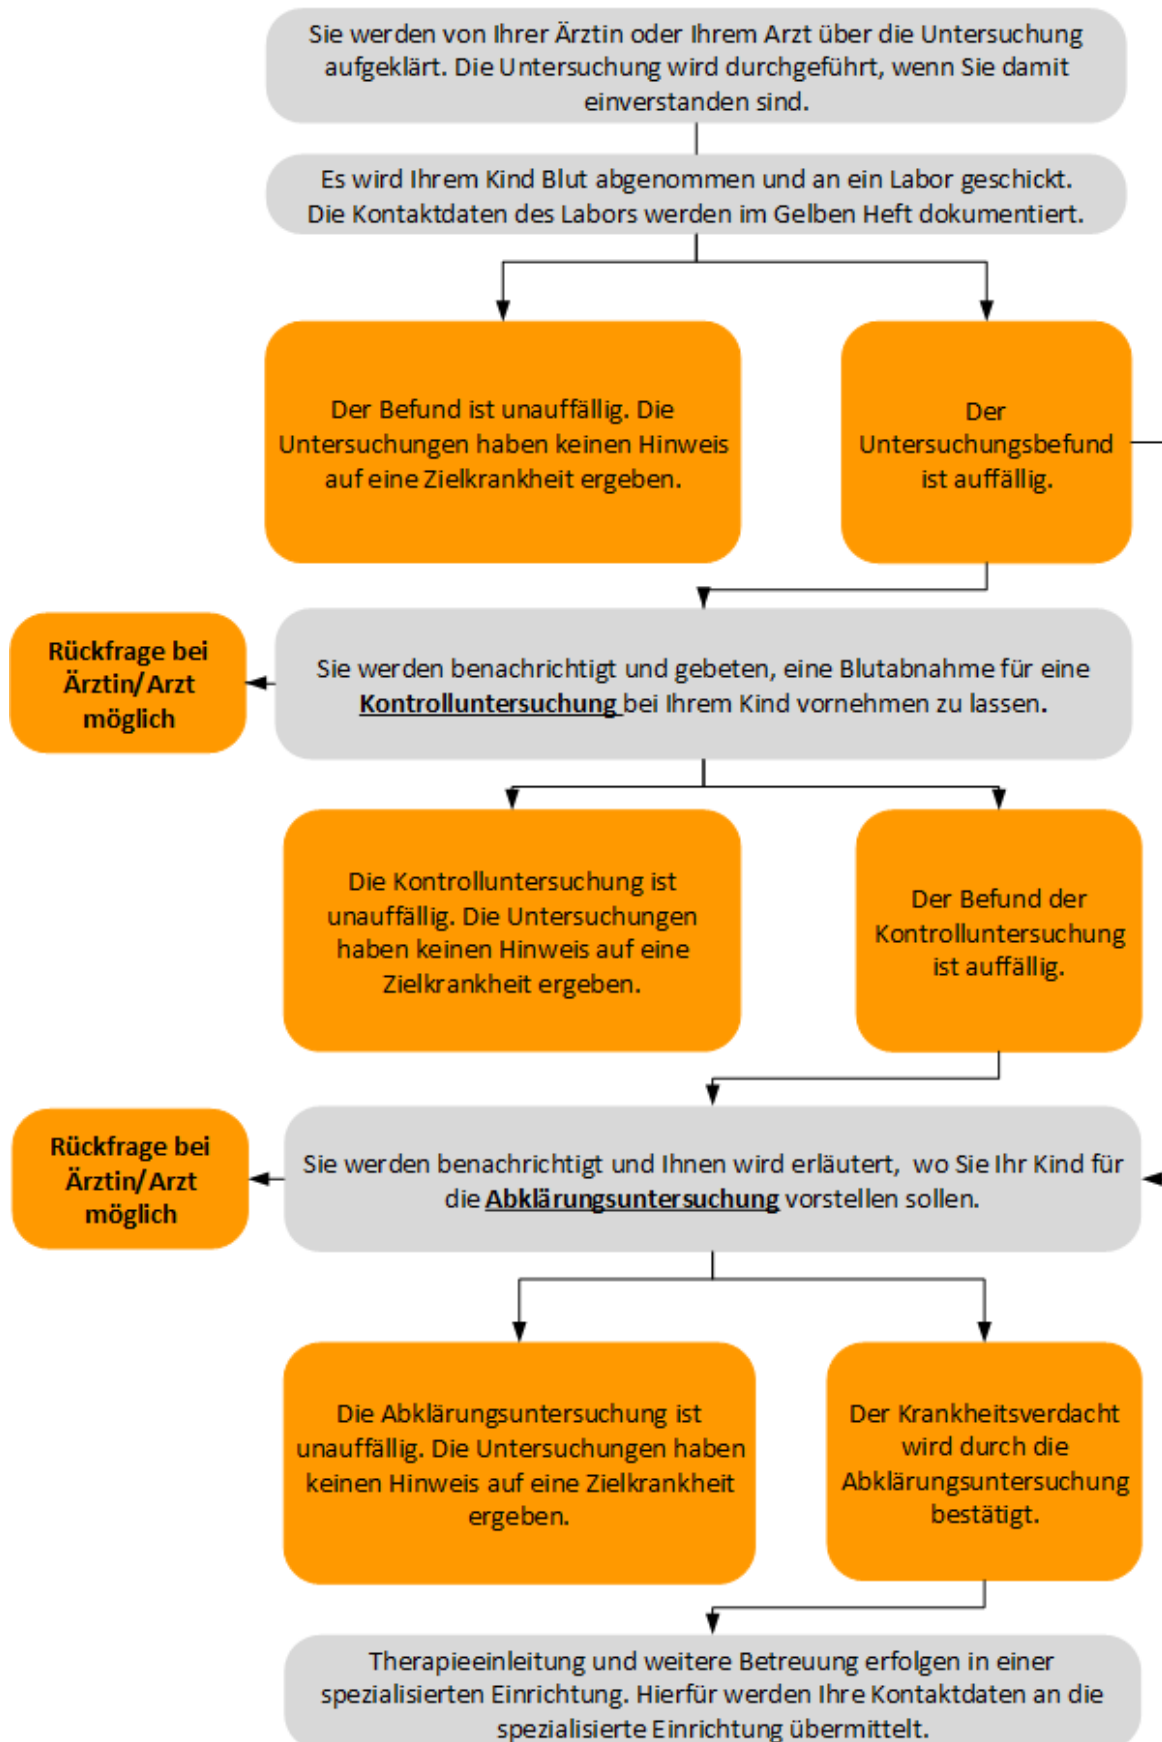 Sie werden von Ihrer Ärztin oder Ihrem Arzt über die Untersuchung
aufgeklärt. Die Untersuchung wird durchgeführt, wenn Sie damit
einverstanden sind.
Es wird Ihrem Kind Blut abgenommen und an ein Labor geschickt.
Die Kontaktdaten des Labors werden im Gelben Heft dokumentiert.
Der Befund ist unauffällig. Die
Untersuchungen haben keinen Hinweis
auf eine Zielkrankheit ergeben.
Der
Untersuchungsbefund
ist auffällig.
Rückfrage bei
Ärztin/Arzt
möglich
Sie werden benachrichtigt und gebeten, eine Blutabnahme für eine
Kontrolluntersuchung bei Ihrem Kind vornehmen zu lassen.
Die Kontrolluntersuchung ist
unauffällig. Die Untersuchungen
haben keinen Hinweis auf eine
Zielkrankheit ergeben.
Der Befund der
Kontrolluntersuchung
ist auffällig.
Rückfrage bei
Ärztin/Arzt
möglich
Sie werden benachrichtigt und Ihnen wird erläutert, wo Sie Ihr Kind für
die Abklärungsuntersuchung vorstellen sollen.
Die Abklärungsuntersuchung ist
unauffällig. Die Untersuchungen haben
keinen Hinweis auf eine Zielkrankheit
ergeben.
Der Krankheitsverdacht
wird durch die
Abklärungsuntersuchung
bestätigt.
Therapieeinleitung und weitere Betreuung erfolgen in einer
spezialisierten Einrichtung. Hierfür werden Ihre Kontaktdaten an die
spezialisierte Einrichtung übermittelt.